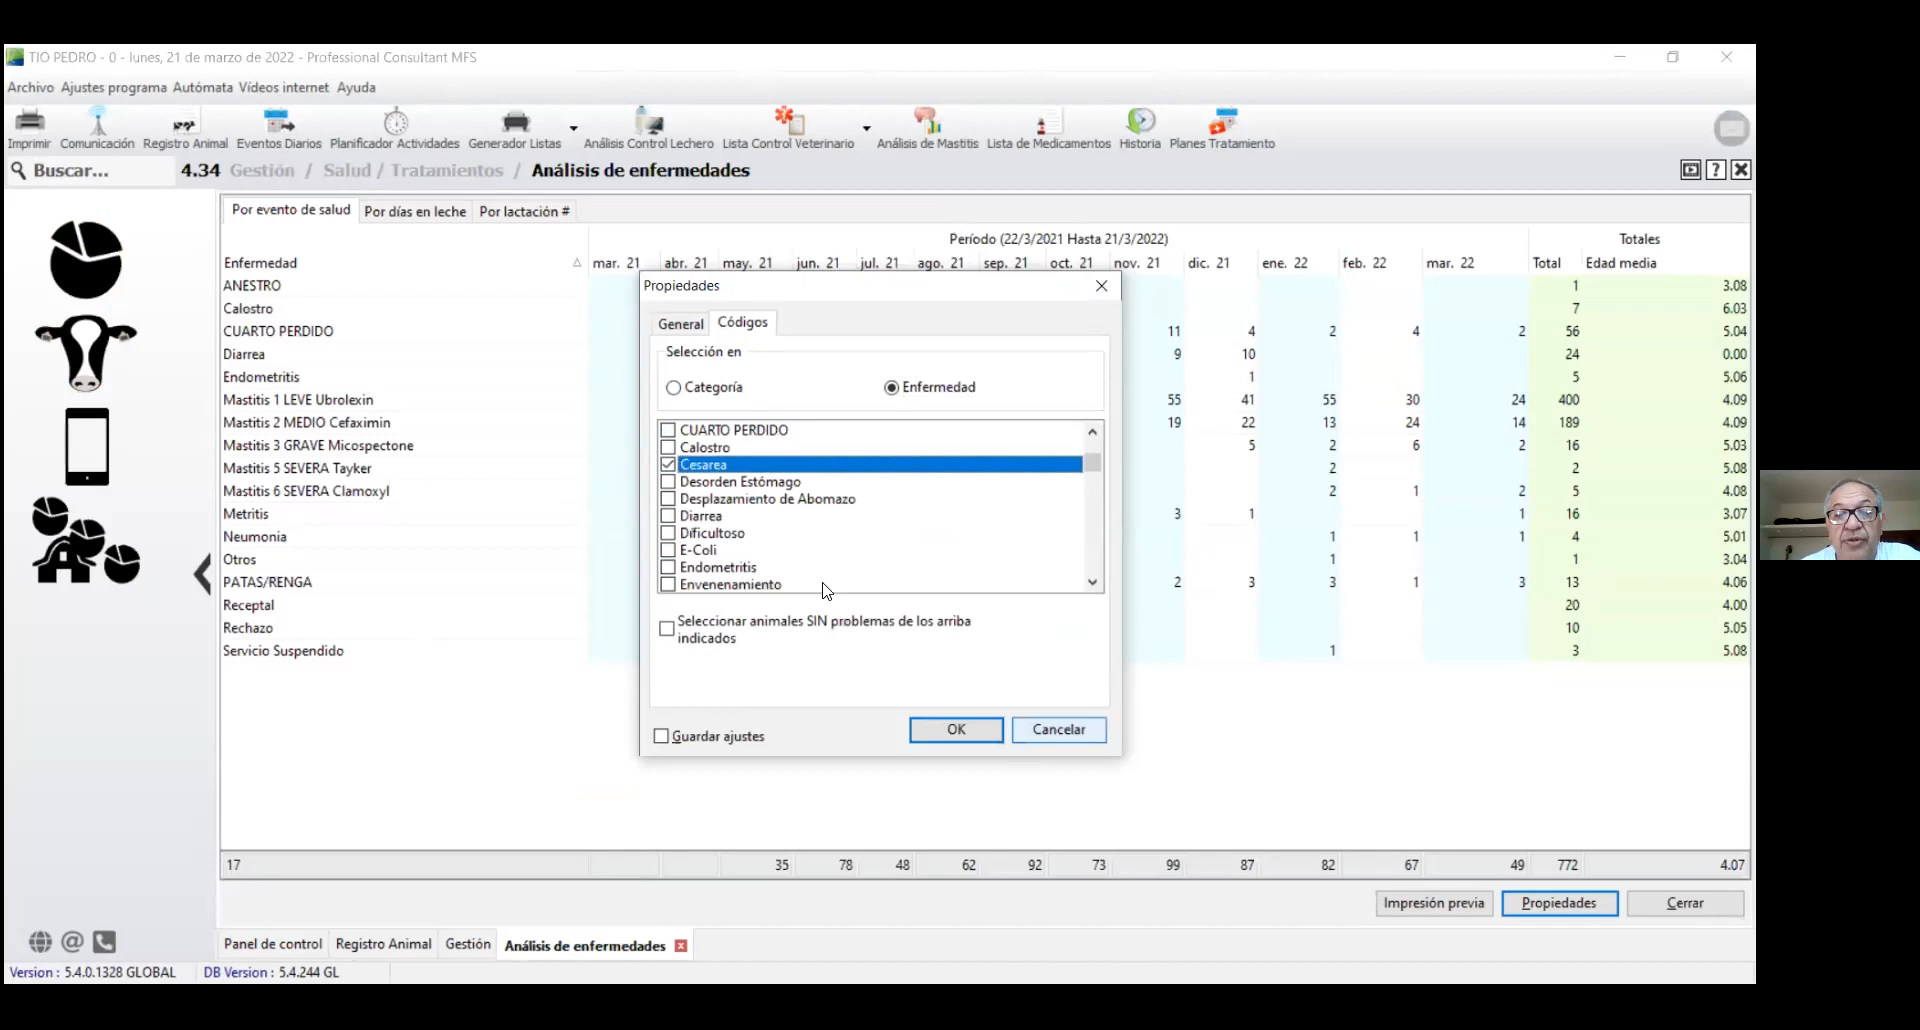 TIO PEDRO - 0 - lunes, 21 de marzo de 2022 - Professional Consultant MFS
Archivo Ajustes programa Autómata Vídeos internet Ayuda
Imprimir Comunicación Registro Animal Eventos Diarios Planificador Actividades Generador Listas Análisis Control Lechero Lista Control Veterinario Análisis de Mastitis Lista de Medicamentos Historia Planes Tratamiento
Buscar... 4.34 Gestión / Salud / Tratamientos / Análisis de enfermedades
Por evento de salud Por días en leche Por lactación #
Período (22/3/2021 Hasta 21/3/2022) Totales
Enfermedad mar. 21 abr. 21 may. 21 jun. 21 jul. 21 ago. 21 sep. 21 oct. 21 nov. 21 dic. 21 ene. 22 feb. 22 mar. 22 Total Edad media
ANESTRO 1 3.08
Calostro 7 6.03
CUARTO PERDIDO 11 4 2 4 2 56 5.04
Diarrea 9 10 24 0.00
Endometritis 1 5 5.06
Mastitis 1 LEVE Ubrolexin 55 41 55 30 24 400 4.09
Mastitis 2 MEDIO Cefaximin 19 22 13 24 14 189 4.09
Mastitis 3 GRAVE Micospectone 5 2 6 2 16 5.03
Mastitis 5 SEVERA Tayker 2 2 5.08
Mastitis 6 SEVERA Clamoxyl 2 1 2 5 4.08
Metritis 3 1 1 16 3.07
Neumonia 1 1 1 4 5.01
Otros 1 1 3.04
PATAS/RENGA 2 3 3 1 3 13 4.06
Receptal 20 4.00
Rechazo 10 5.05
Servicio Suspendido 1 3 5.08
Propiedades
General Códigos
Selección en
Categoría Enfermedad
CUARTO PERDIDO
Calostro
Cesarea
Desorden Estómago
Desplazamiento de Abomazo
Diarrea
Dificultoso
E-Coli
Endometritis
Envenenamiento
Seleccionar animales SIN problemas de los arriba
indicados
Guardar ajustes OK Cancelar
17 35 78 48 62 92 73 99 87 82 67 49 772 4.07
Impresión previa Propiedades Cerrar
Panel de control Registro Animal Gestión Análisis de enfermedades
Version : 5.4.0.1328 GLOBAL DB Version : 5.4.244 GL